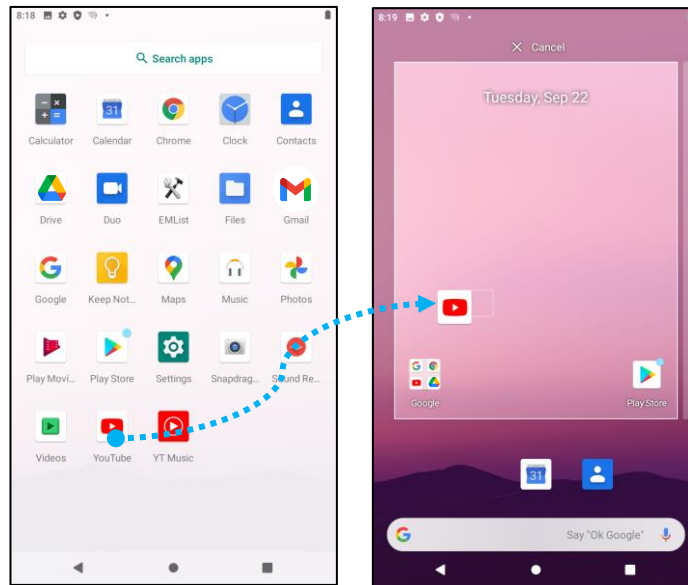 8:18
Search apps
Calculator Calendar Chrome Clock Contacts
Drive Duo EMList Files Gmail
Google Keep Not... Maps Music Photos
Play Movi... Play Store Settings Snapdrag... Sound Re...
Videos YouTube YT Music
8:19
Cancel
Tuesday, Sep 22
Google Play Store
31
Say "Ok Google"